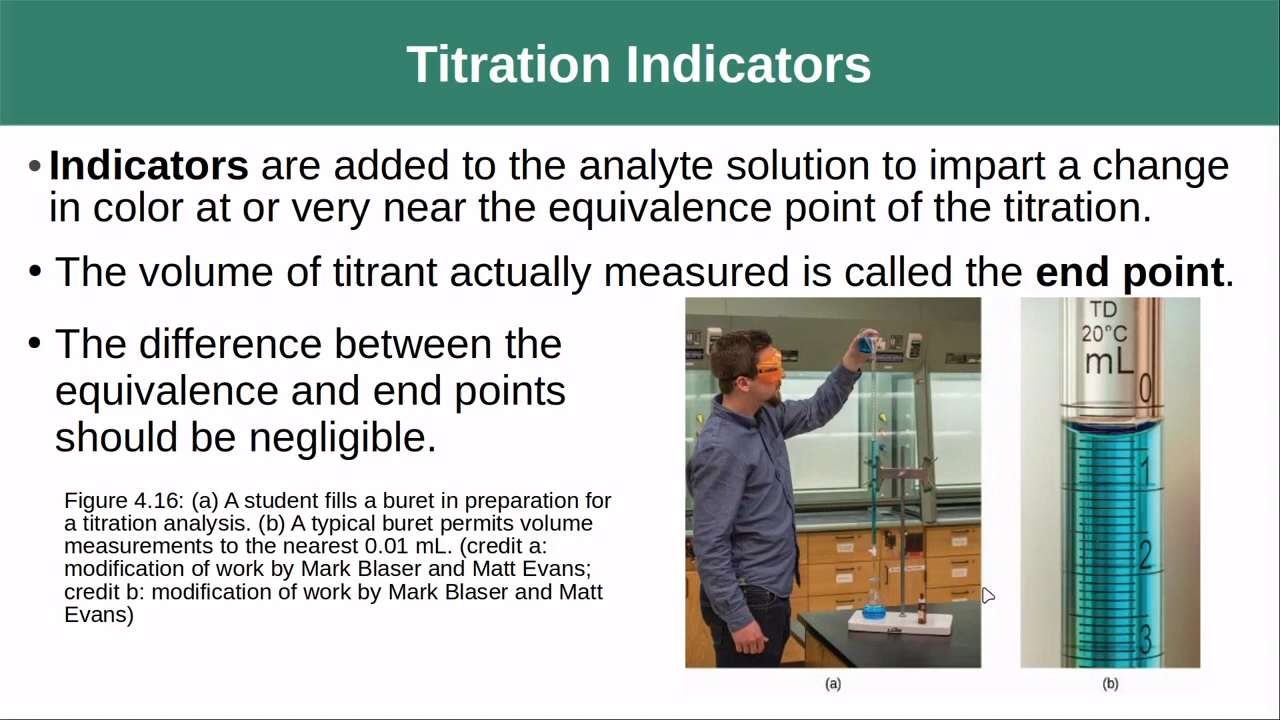 Titration Indicators
• Indicators are added to the analyte solution to impart a change
in color at or very near the equivalence point of the titration.
• The volume of titrant actually measured is called the end point.
• The difference between the
equivalence and end points
should be negligible.
Figure 4.16: (a) A student fills a buret in preparation for
a titration analysis. (b) A typical buret permits volume
measurements to the nearest 0.01 mL. (credit a:
modification of work by Mark Blaser and Matt Evans;
credit b: modification of work by Mark Blaser and Matt
Evans)
TD
20°C
mL
0
1
2
3
(a)
(b)